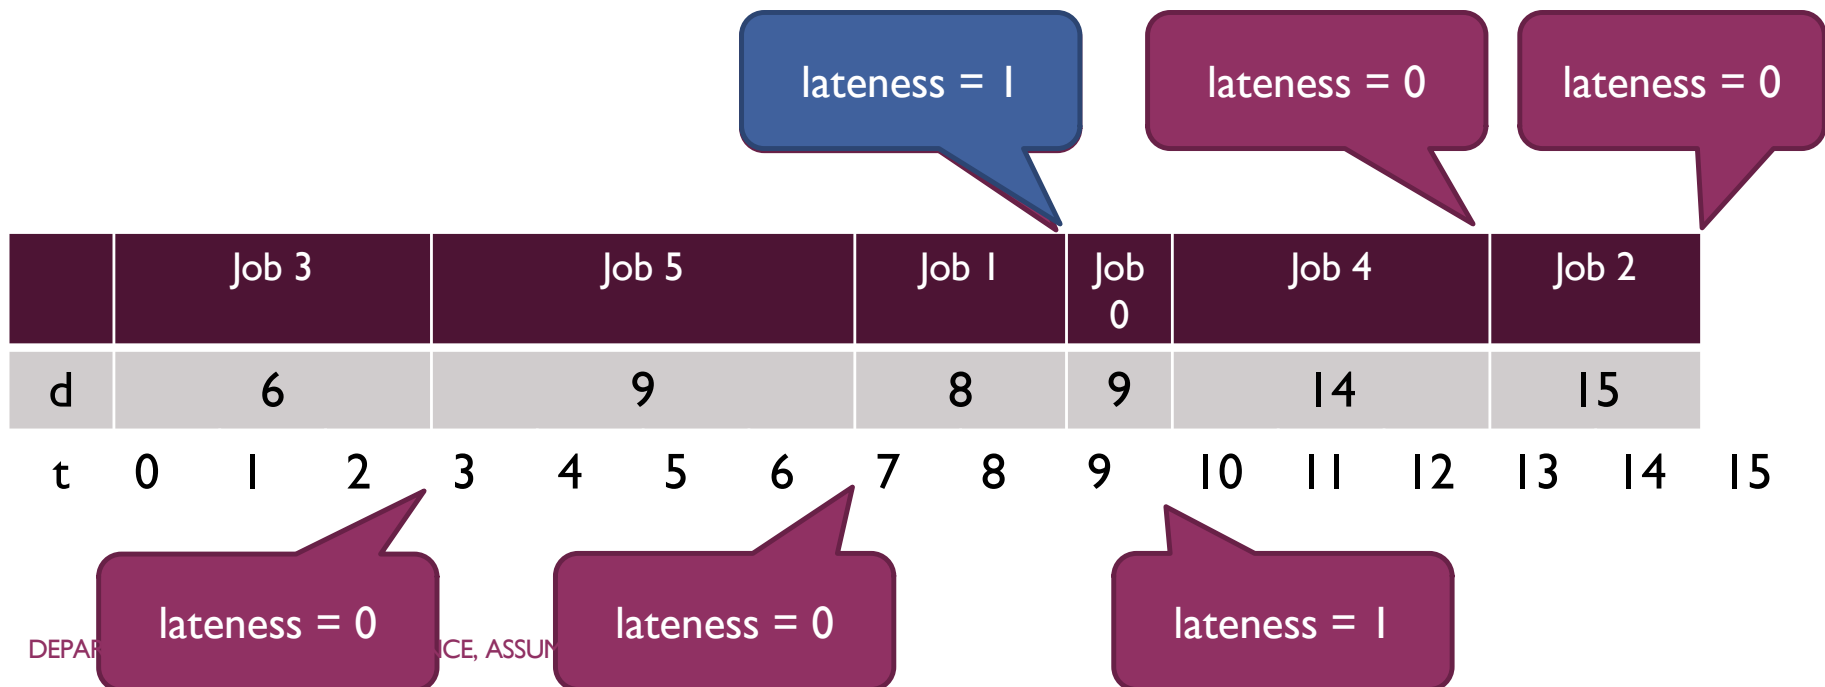 lateness = 1
lateness = 0
lateness = 0
Job 3 Job 5 Job 1 Job 0 Job 4 Job 2
d 6 9 8 9 14 15
t 0 1 2 3 4 5 6 7 8 9 10 11 12 13 14 15
lateness = 0
lateness = 0
lateness = 1